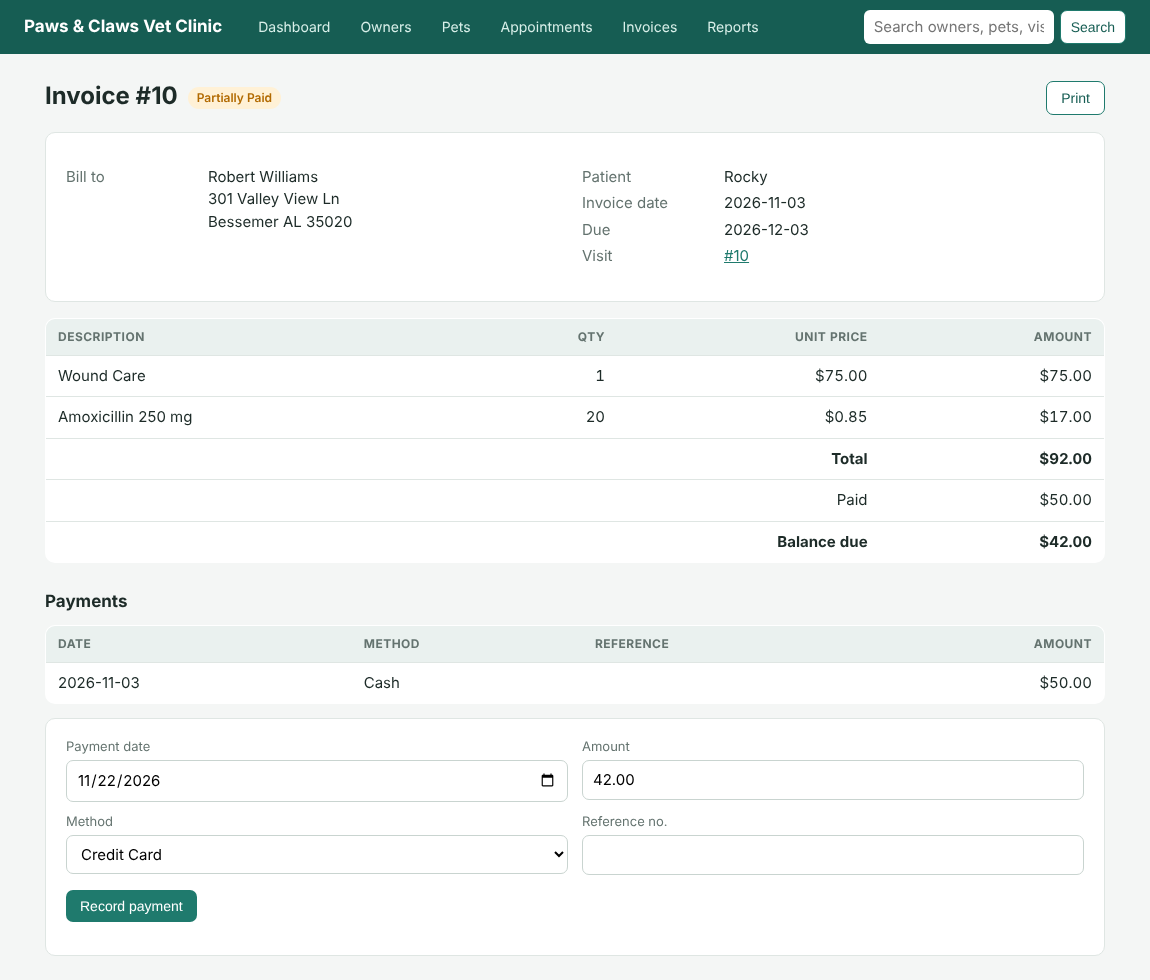 Paws & Claws Vet Clinic Dashboard Owners Pets Appointments Invoices Reports Search owners, pets, vis Search
Invoice #10 Partially Paid Print
Bill to Robert Williams
301 Valley View Ln
Bessemer AL 35020
Patient Rocky
Invoice date 2026-11-03
Due 2026-12-03
Visit #10
DESCRIPTION QTY UNIT PRICE AMOUNT
Wound Care 1 $75.00 $75.00
Amoxicillin 250 mg 20 $0.85 $17.00
Total $92.00
Paid $50.00
Balance due $42.00
Payments
DATE METHOD REFERENCE AMOUNT
2026-11-03 Cash $50.00
Payment date Amount
11/22/2026 42.00
Method Reference no.
Credit Card
Record payment